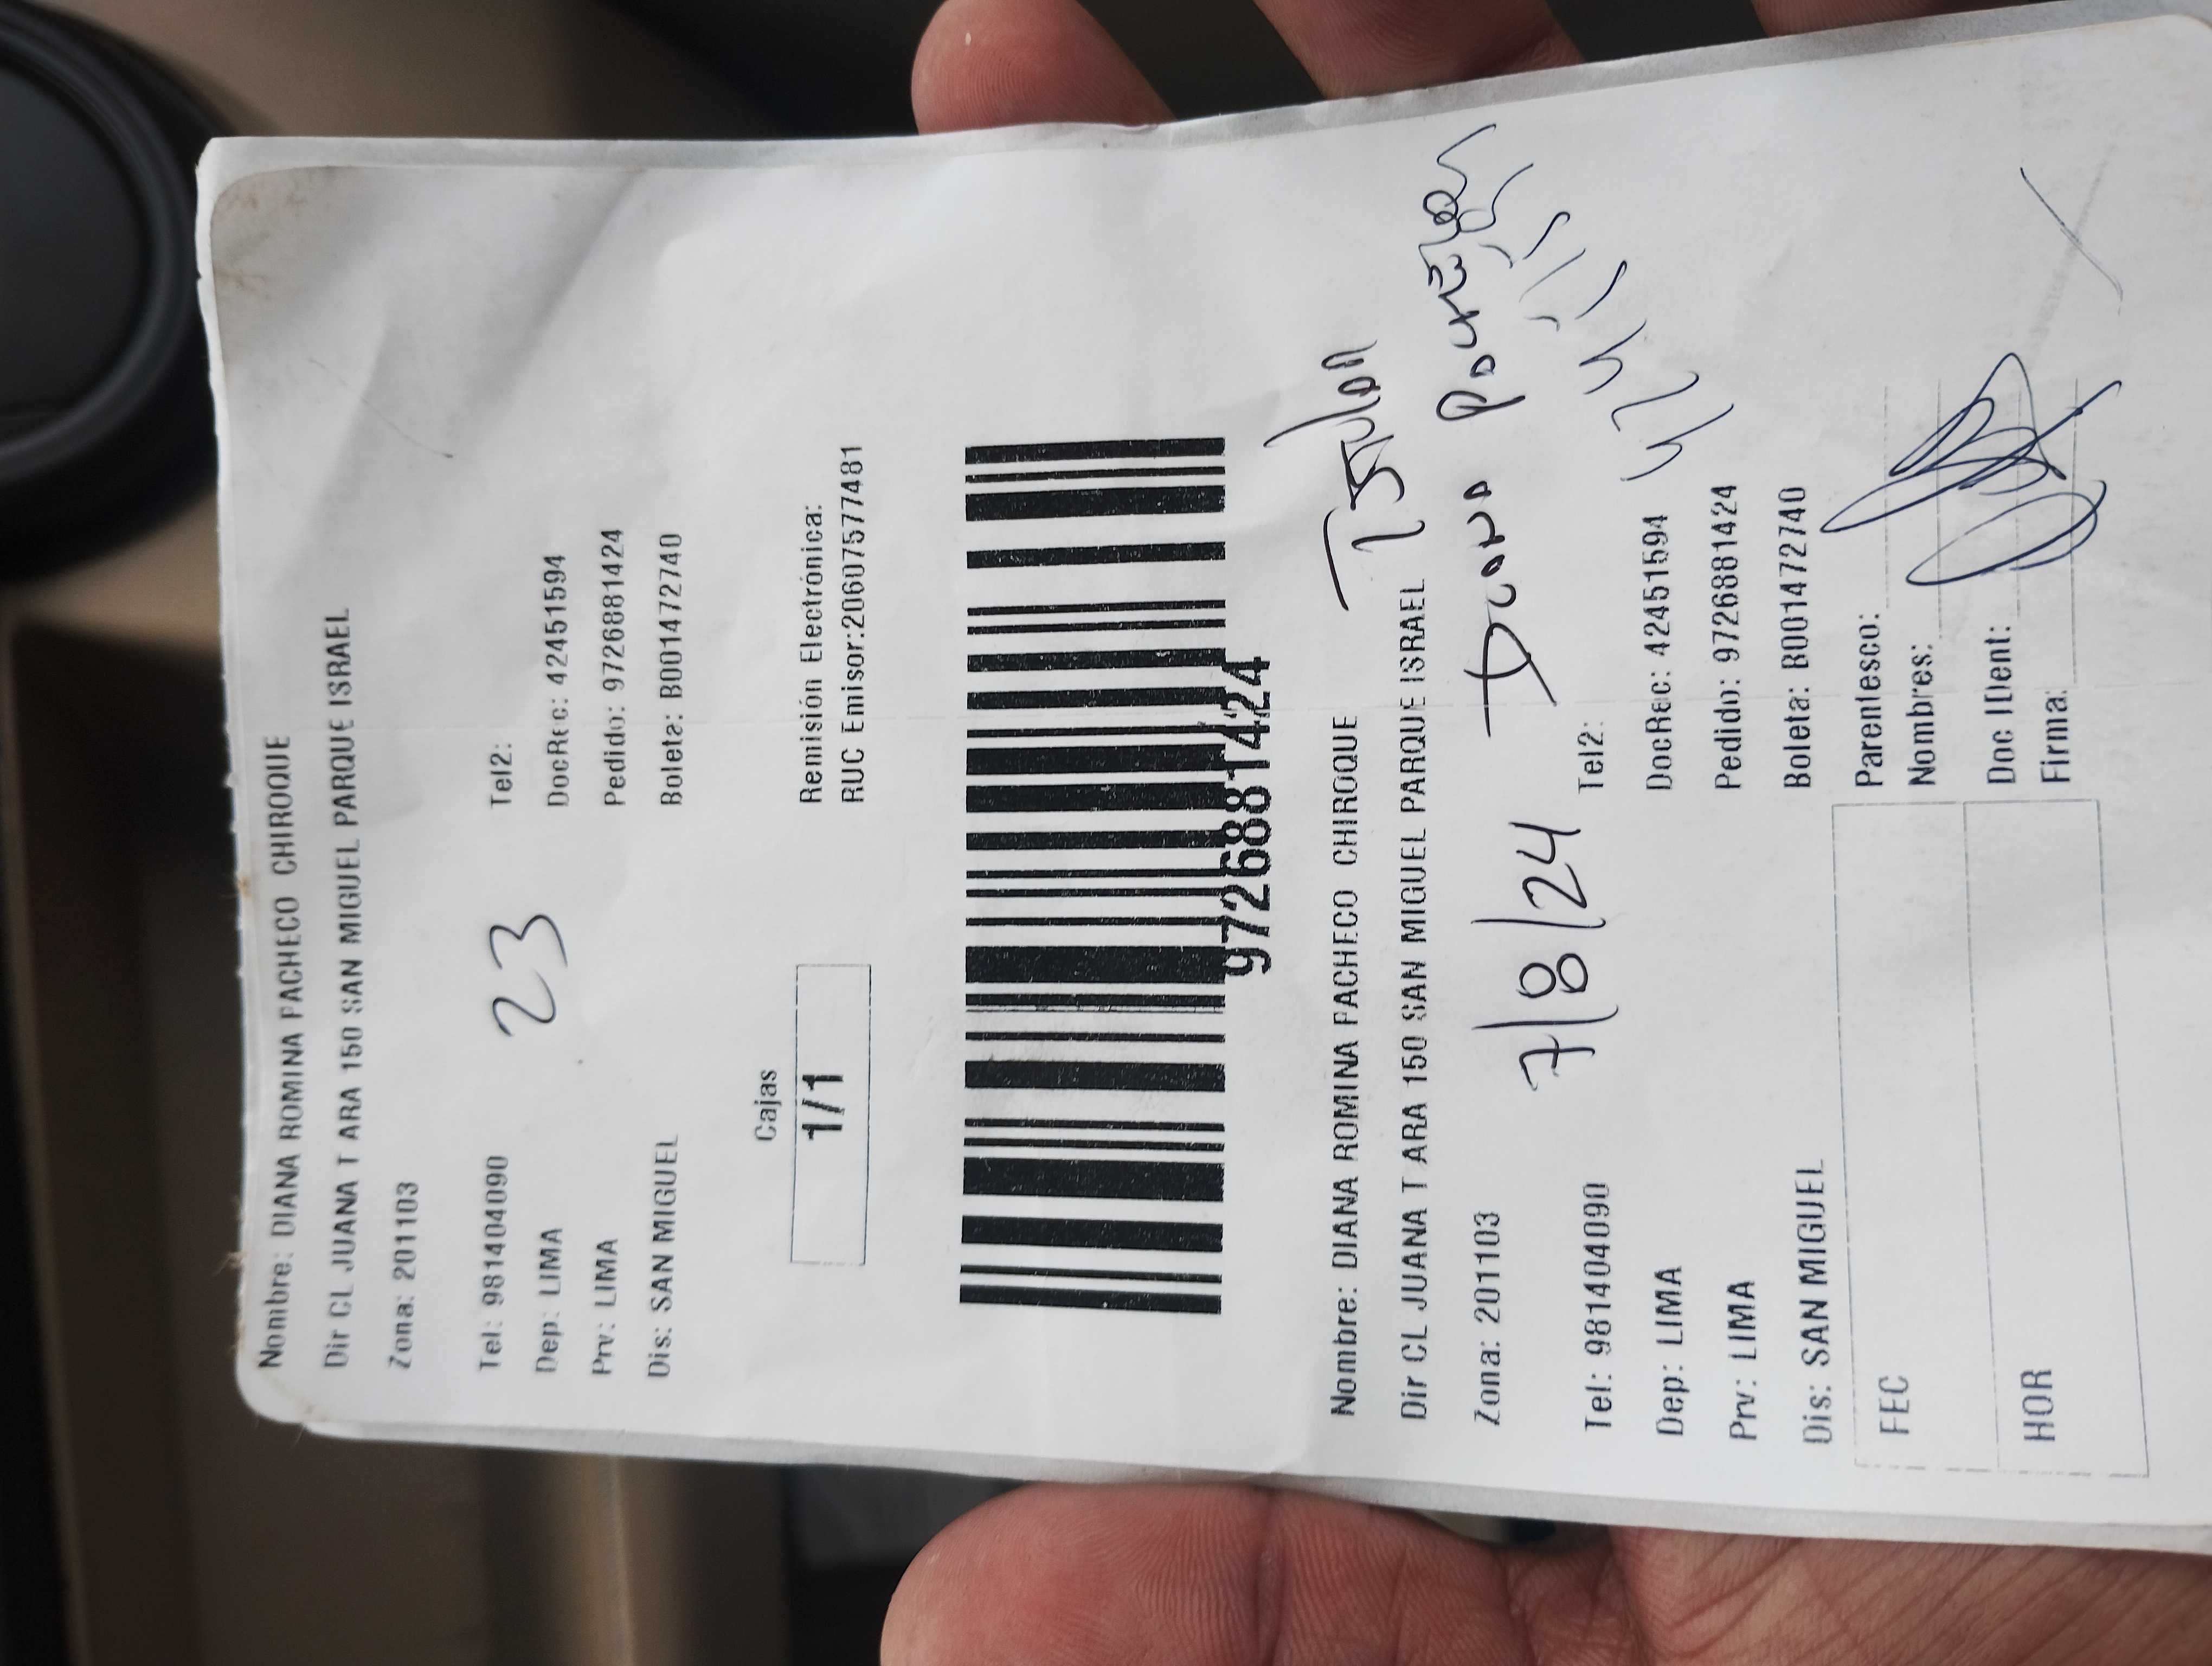 Nombre: DIANA ROMINA PACHECO CHIROQUE
Dir CL JUANA T ARA 150 SAN MIGUEL PARQUE ISRAEL
Zona: 201103
23
Tel: 981404090 Tel2:
Dep: LIMA DocRec: 42451594
Prv: LIMA Pedido: 9726881424
Dis: SAN MIGUEL Boleta: B001472740
Cajas
1/1
Remisión Electrónica:
RUC Emisor:20607577481
9726881424
Nombre: DIANA ROMINA PACHECO CHIROQUE
Dir CL JUANA T ARA 150 SAN MIGUEL PARQUE ISRAEL
Zona: 201103
7/8/24
Tel: 981404090 Tel2:
Dep: LIMA DocRec: 42451594
Prv: LIMA Pedido: 9726881424
Dis: SAN MIGUEL Boleta: B001472740
FEC
HOR
Parentesco:
Nombres:
Doc IDent:
Firma: